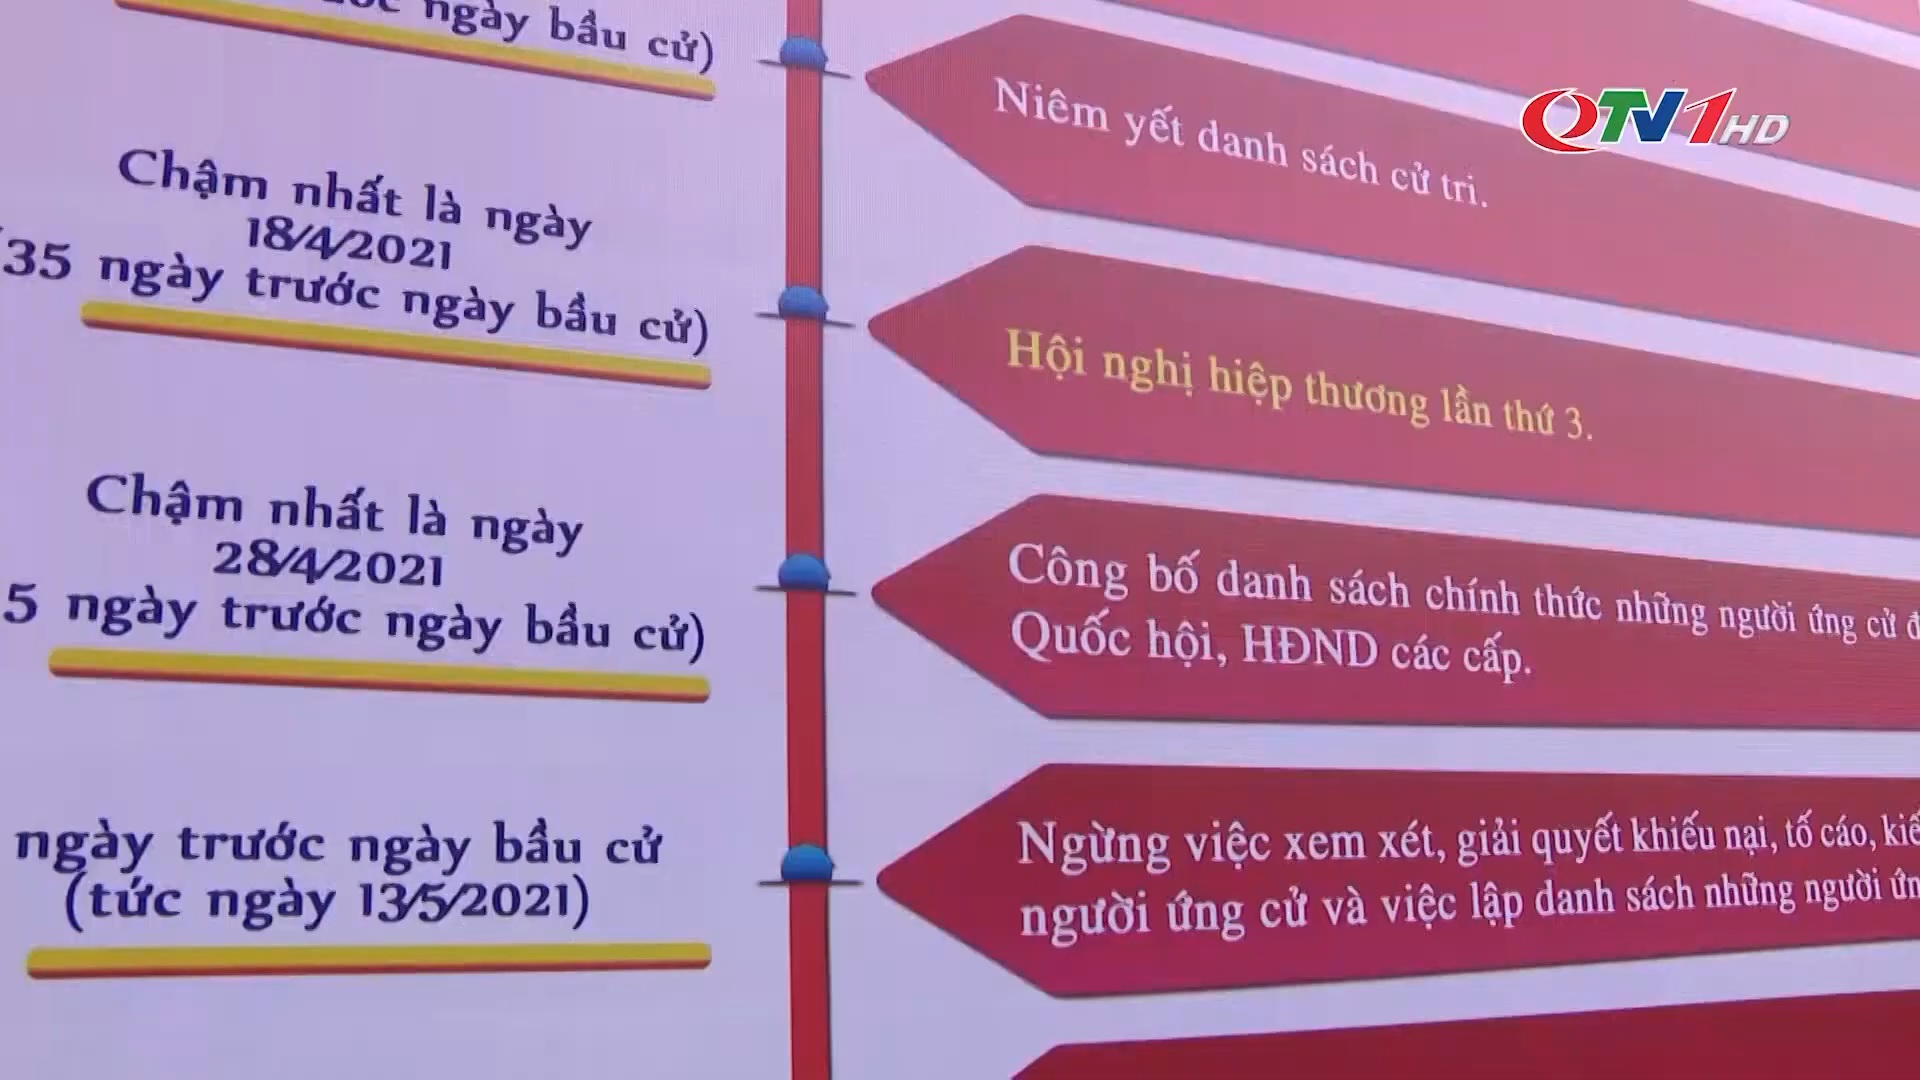 ngày bầu cử)
Niêm yết danh sách cử tri.
QTV1HD
Chậm nhất là ngày
18/4/2021
(35 ngày trước ngày bầu cử)
Hội nghị hiệp thương lần thứ 3.
Chậm nhất là ngày
28/4/2021
5 ngày trước ngày bầu cử)
Công bố danh sách chính thức những người ứng cử
Quốc hội, HĐND các cấp.
ngày trước ngày bầu cử
(tức ngày 13/5/2021)
Ngừng việc xem xét, giải quyết khiếu nại, tố cáo,
người ứng cử và việc lập danh sách những người